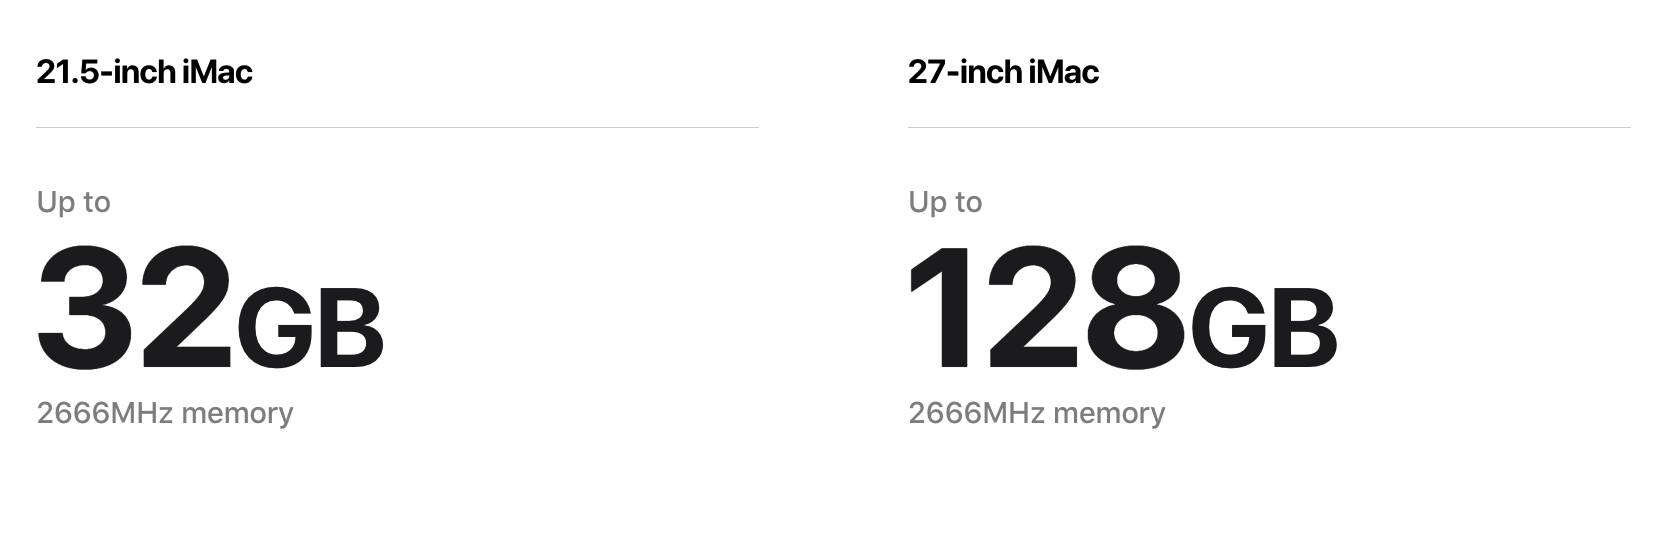 21.5-inch iMac
Up to
32GB
2666MHz memory
27-inch iMac
Up to
128GB
2666MHz memory